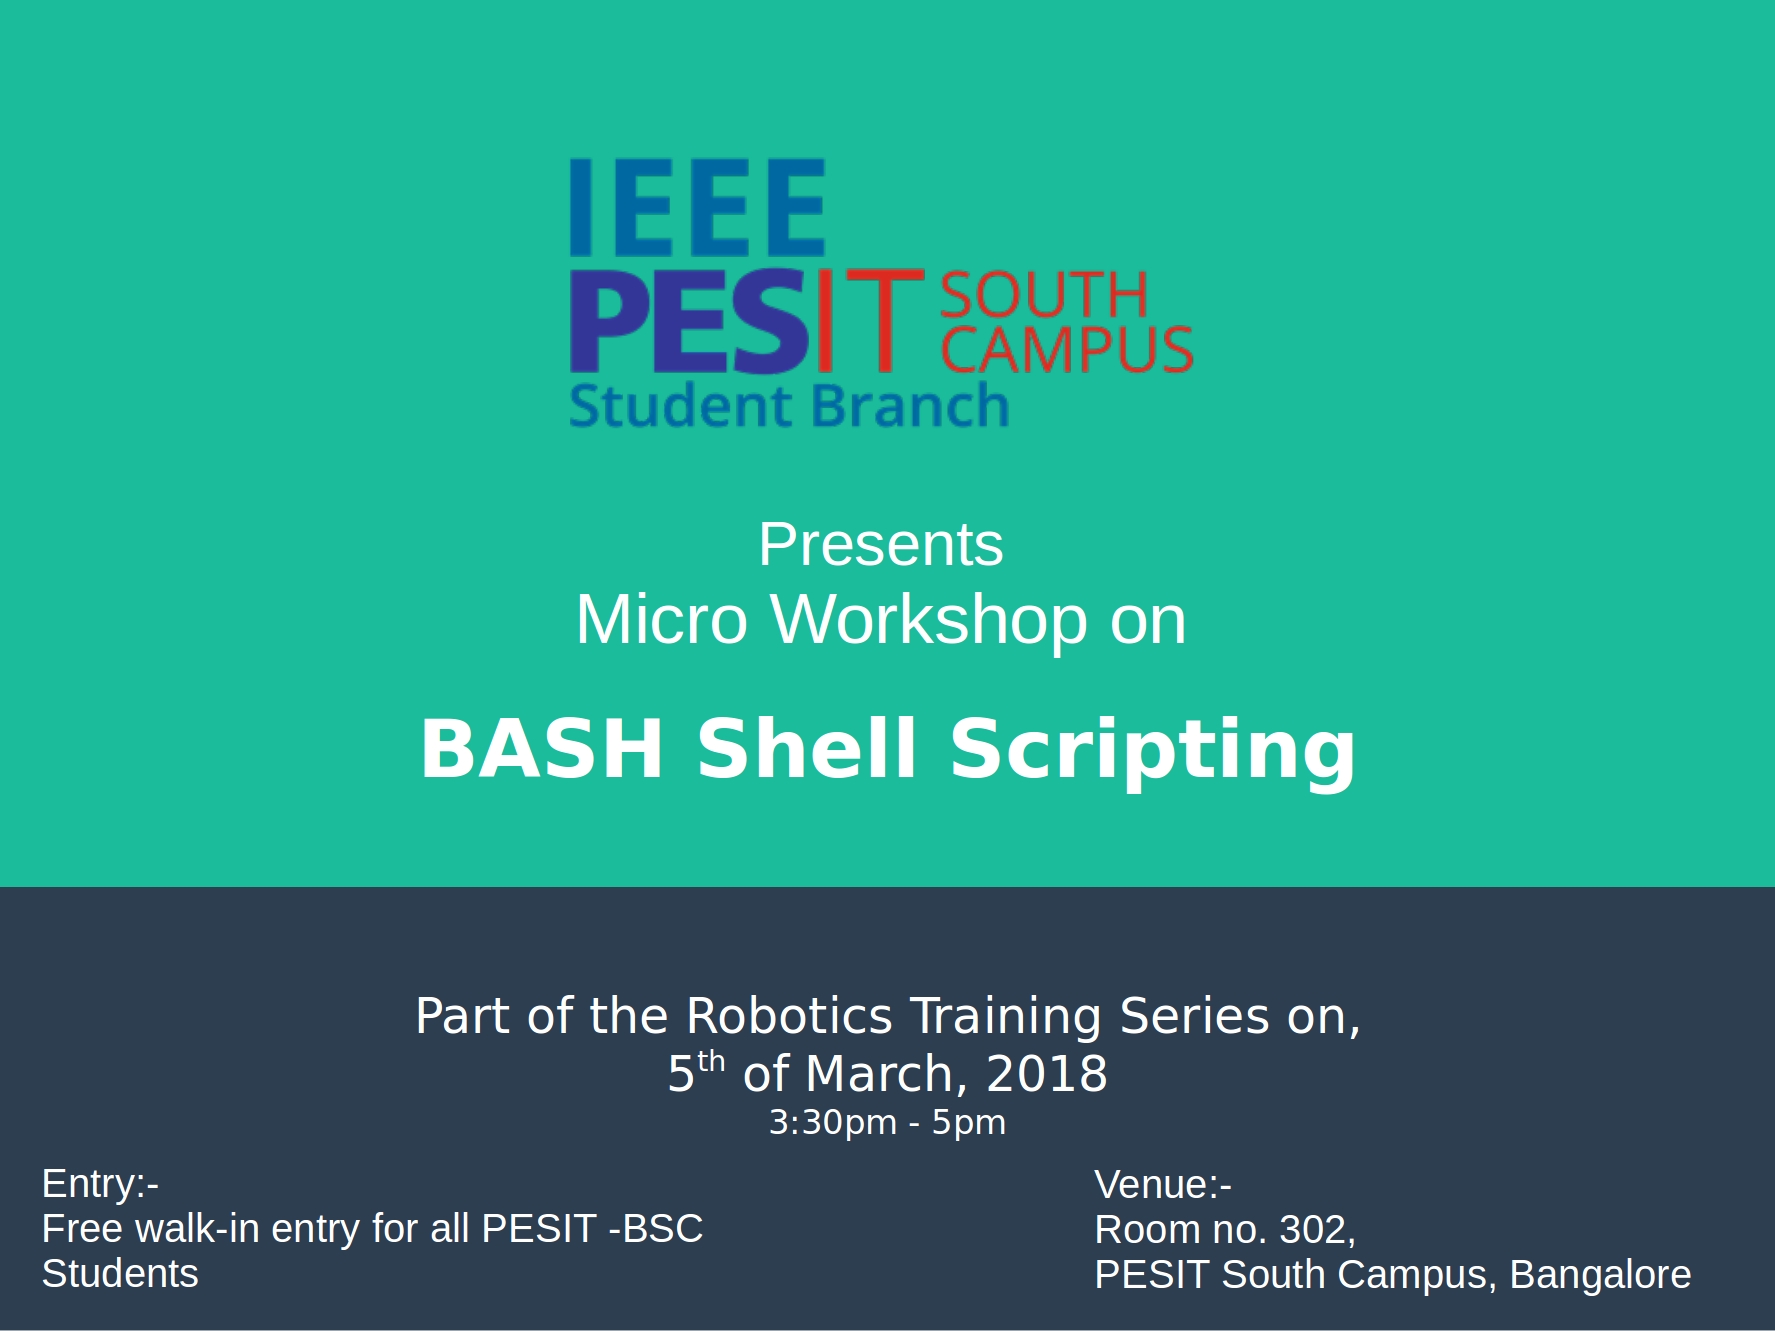 IEEE
PESIT SOUTH CAMPUS
Student Branch
Presents
Micro Workshop on
BASH Shell Scripting
Part of the Robotics Training Series on,
5th of March, 2018
3:30pm - 5pm
Entry:-
Free walk-in entry for all PESIT -BSC
Students
Venue:-
Room no. 302,
PESIT South Campus, Bangalore